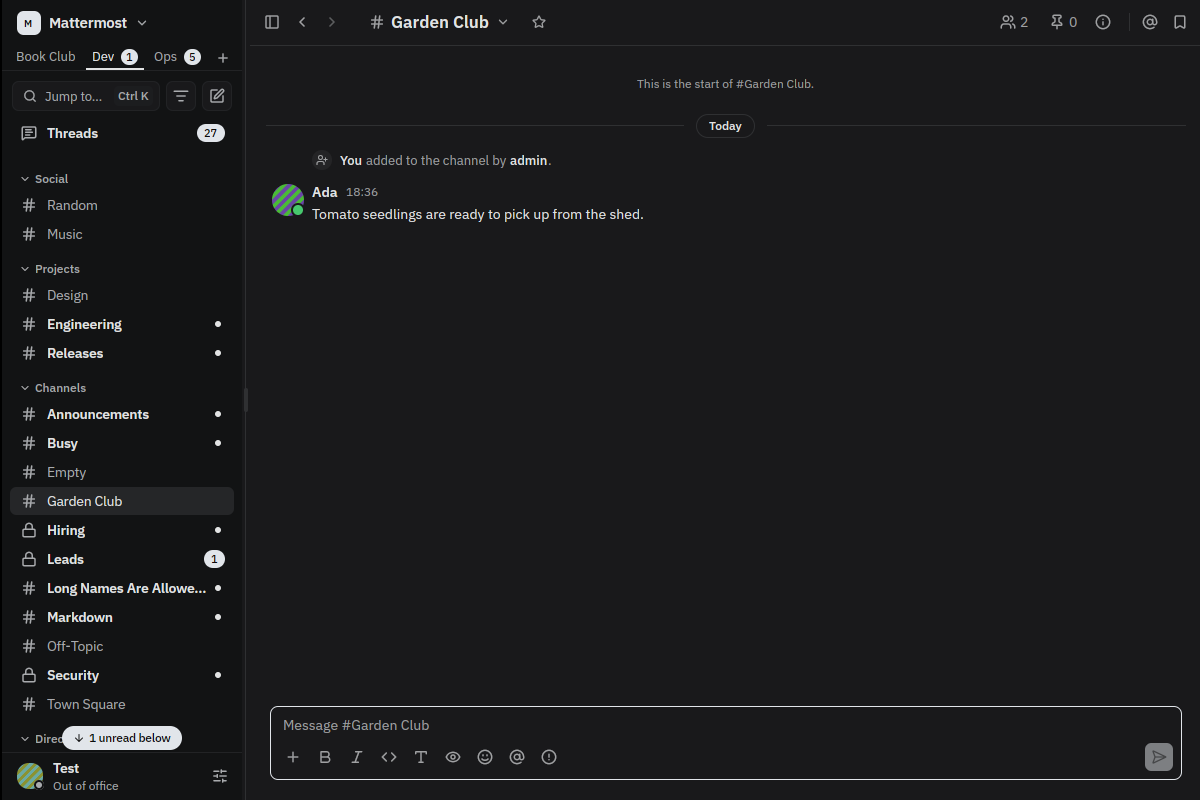 M Mattermost
Book Club Dev 1 Ops 5
Jump to... Ctrl K
Threads 27
Social
Random
Music
Projects
Design
Engineering
Releases
Channels
Announcements
Busy
Empty
Garden Club
Hiring
Leads 1
Long Names Are Allowe...
Markdown
Off-Topic
Security
Town Square
Direc
1 unread below
Test
Out of office
Garden Club
2 0
This is the start of #Garden Club.
Today
You added to the channel by admin.
Ada 18:36
Tomato seedlings are ready to pick up from the shed.
Message #Garden Club